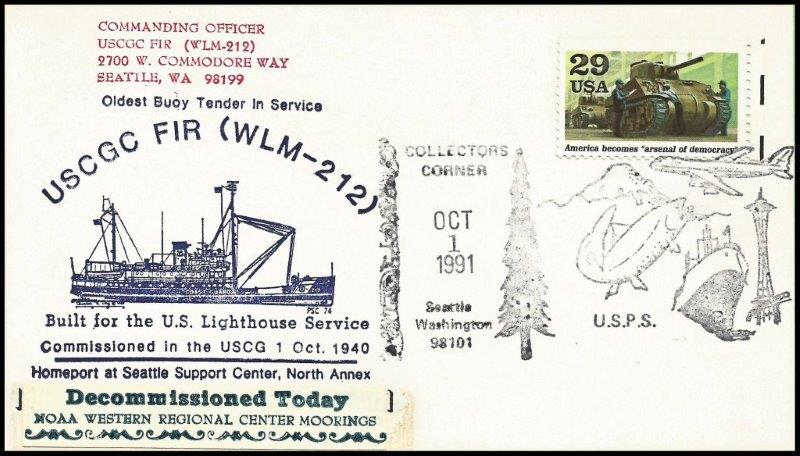 COMMANDING OFFICER
USCGC FIR (WLM-212)
2700 W. COMMODORE WAY
SEATTLE, WA 98199
Oldest Buoy Tender In Service
USCGC FIR (WLM-212)
PSC 74
Built for the U.S. Lighthouse Service
Commissioned in the USCG 1 Oct. 1940
Homeport at Seattle Support Center, North Annex
Decommissioned Today
NOAA WESTERN REGIONAL CENTER MOORINGS
29
USA
America becomes "arsenal of democracy"
COLLECTORS
CORNER
OCT
1
1991
Seattle
Washington
98101
U.S.P.S.